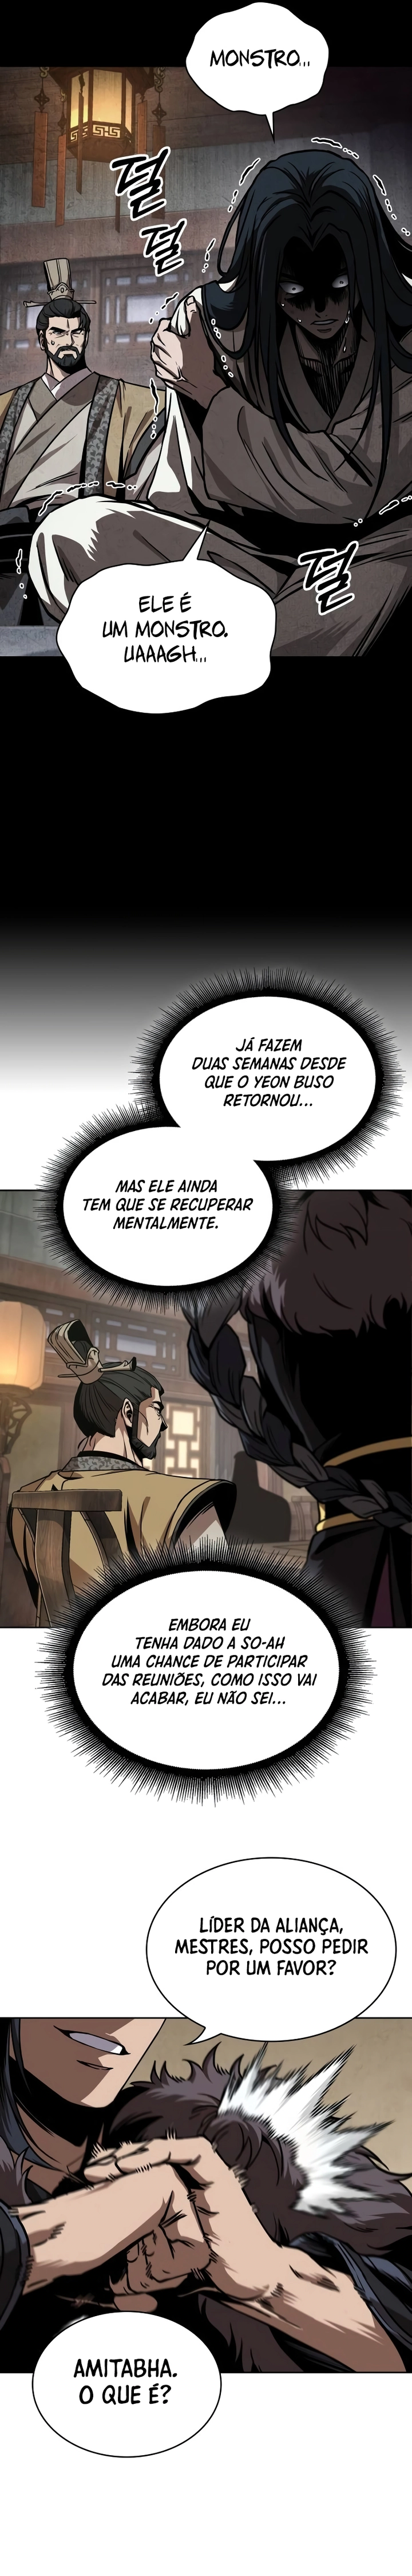 MONSTRO...
덜
덜
덜
ELE É
UM MONSTRO.
UAAAGH...
JÁ FAZEM
DUAS SEMANAS DESDE
QUE O YEON BUSO
RETORNOU...
MAS ELE AINDA
TEM QUE SE RECUPERAR
MENTALMENTE.
EMBORA EU
TENHA DADO A SO-AH
UMA CHANCE DE PARTICIPAR
DAS REUNIÕES, COMO ISSO VAI
ACABAR, EU NÃO SEI...
LÍDER DA ALIANÇA,
MESTRES, POSSO PEDIR
POR UM FAVOR?
AMITABHA.
O QUE É?